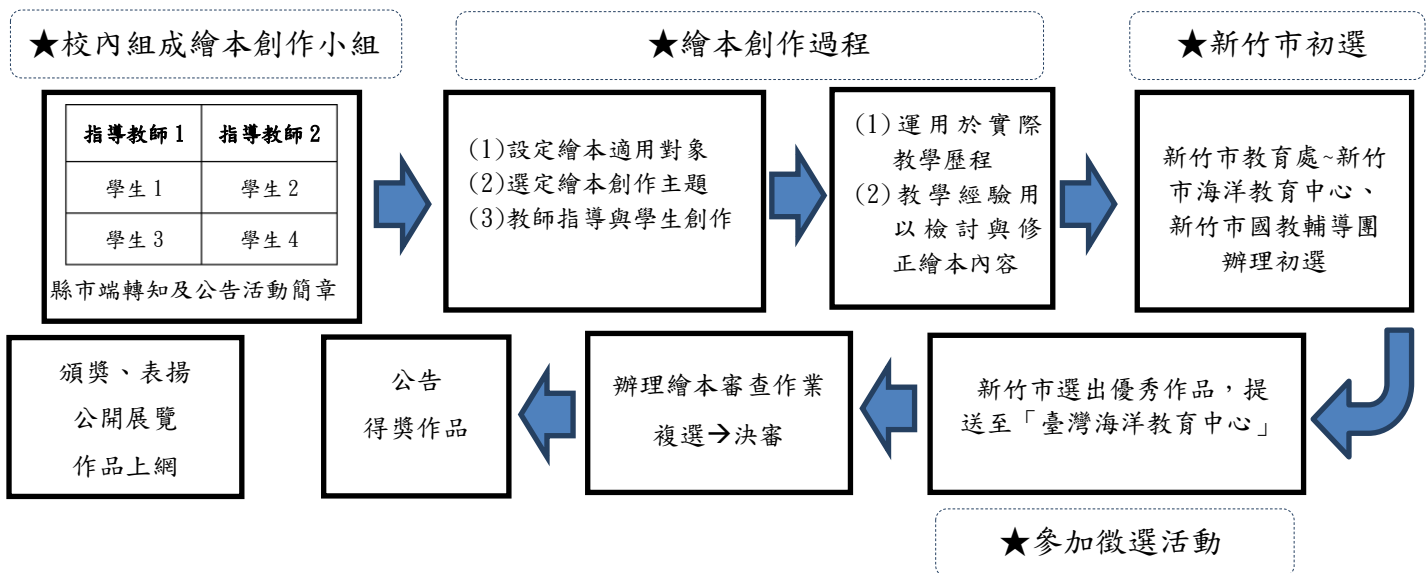 ★校內組成繪本創作小組
★繪本創作過程
★新竹市初選
指導教師 1 指導教師 2
學生 1 學生 2
學生 3 學生 4
縣市端轉知及公告活動簡章
(1)設定繪本適用對象
(2)選定繪本創作主題
(3)教師指導與學生創作
(1)運用於實際
教學歷程
(2)教學經驗用
以檢討與修
正繪本內容
新竹市教育處~新竹
市海洋教育中心、
新竹市國教輔導團
辦理初選
新竹市選出優秀作品，提
送至「臺灣海洋教育中心」
辦理繪本審查作業
複選→決審
公告
得獎作品
頒獎、表揚
公開展覽
作品上網
★參加徵選活動